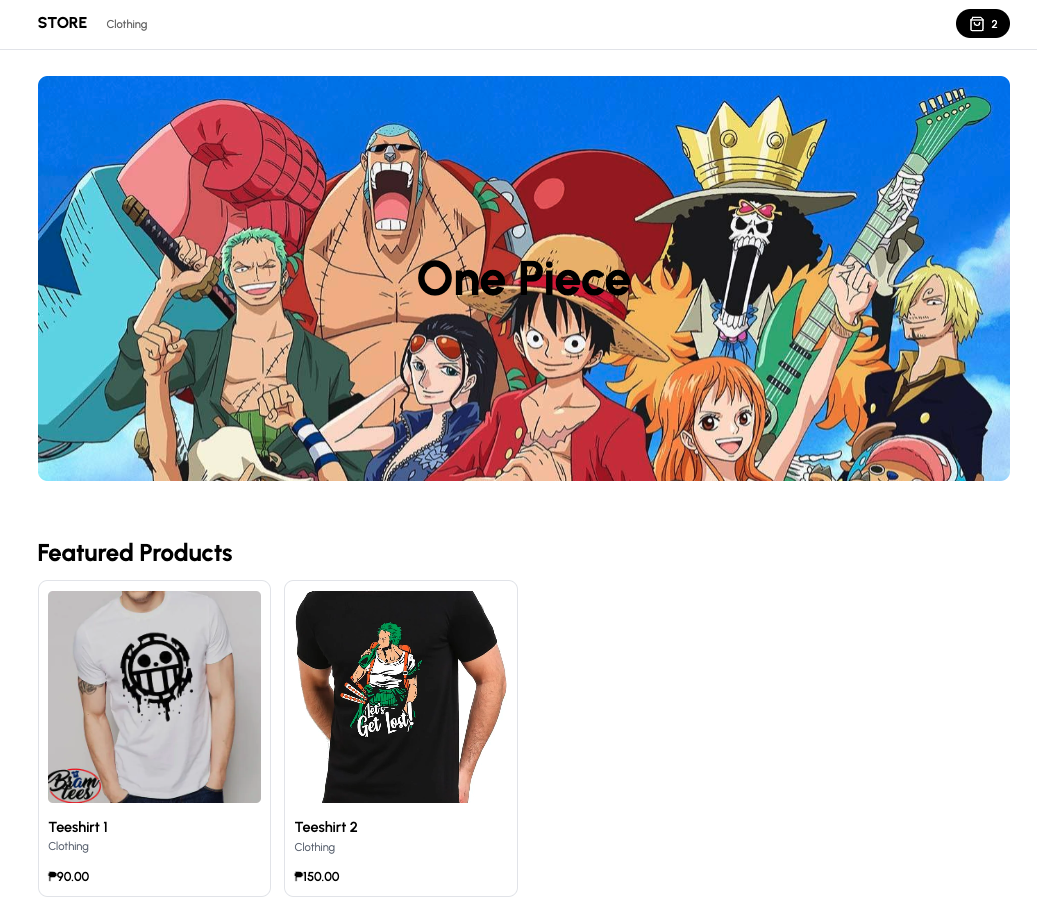 STORE
Clothing
2
One Piece
Featured Products
Bram
tees
Let's
Get Lost!
Teeshirt 1
Clothing
₱90.00
Teeshirt 2
Clothing
₱150.00